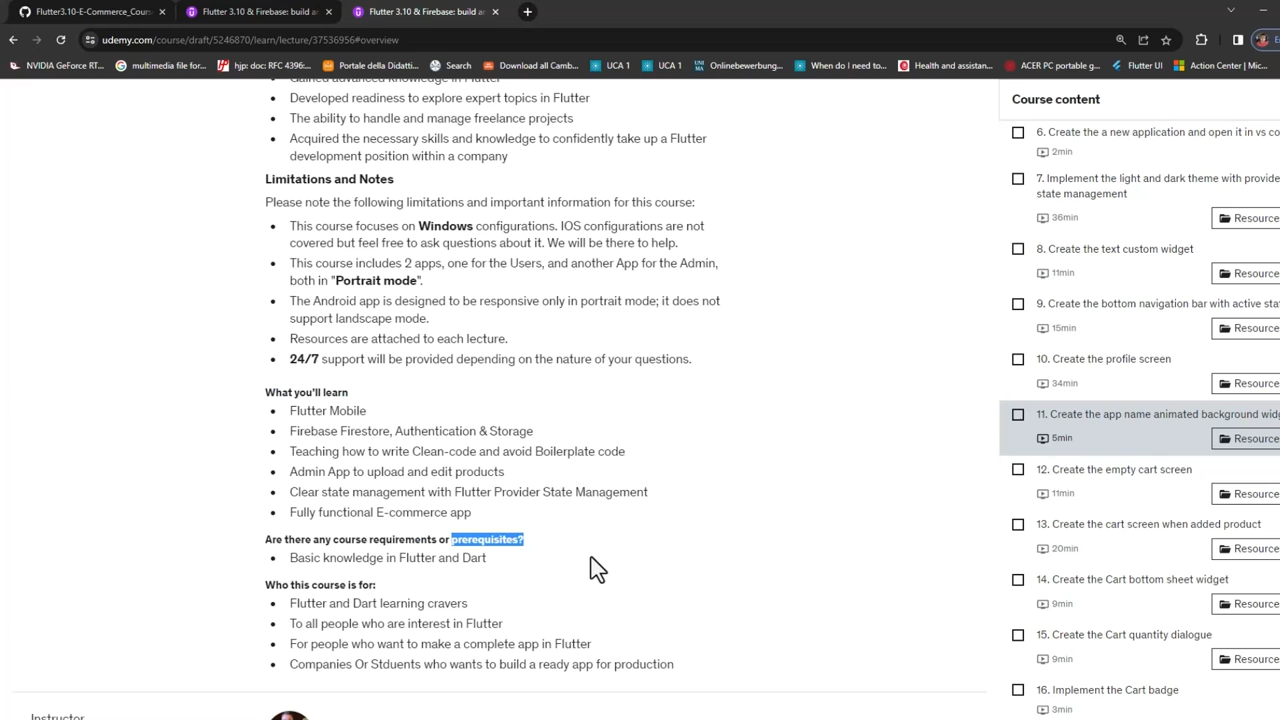 Flutter3.10-E-Commerce_Cours
Flutter 3.10 & Firebase: build ar
Flutter 3.10 & Firebase: build ar
udemy.com/course/draft/5246870/learn/lecture/37536956#overview
NVIDIA GeForce RT...
multimedia file for...
hjp: doc: RFC 4396:...
Portale della Didatti...
Search
Download all Camb...
UCA 1
UCA 1
Onlinebewerbung...
When do I need to...
Health and assistan...
ACER PC portable g...
Flutter UI
Action Center | Mic...
Gained advanced knowledge in Flutter
Developed readiness to explore expert topics in Flutter
The ability to handle and manage freelance projects
Acquired the necessary skills and knowledge to confidently take up a Flutter
development position within a company
Limitations and Notes
Please note the following limitations and important information for this course:
This course focuses on Windows configurations. IOS configurations are not
covered but feel free to ask questions about it. We will be there to help.
This course includes 2 apps, one for the Users, and another App for the Admin,
both in "Portrait mode".
The Android app is designed to be responsive only in portrait mode; it does not
support landscape mode.
Resources are attached to each lecture.
24/7 support will be provided depending on the nature of your questions.
What you'll learn
Flutter Mobile
Firebase Firestore, Authentication & Storage
Teaching how to write Clean-code and avoid Boilerplate code
Admin App to upload and edit products
Clear state management with Flutter Provider State Management
Fully functional E-commerce app
Are there any course requirements or prerequisites?
Basic knowledge in Flutter and Dart
Who this course is for:
Flutter and Dart learning cravers
To all people who are interest in Flutter
For people who want to make a complete app in Flutter
Companies Or Stduents who wants to build a ready app for production
Instructor
Course content
6. Create the a new application and open it in vs co
2min
7. Implement the light and dark theme with provide
state management
36min
Resource
8. Create the text custom widget
11min
Resource
9. Create the bottom navigation bar with active sta
15min
Resource
10. Create the profile screen
34min
Resource
11. Create the app name animated background widg
5min
Resource
12. Create the empty cart screen
11min
Resource
13. Create the cart screen when added product
20min
Resource
14. Create the Cart bottom sheet widget
9min
Resource
15. Create the Cart quantity dialogue
9min
Resource
16. Implement the Cart badge
3min